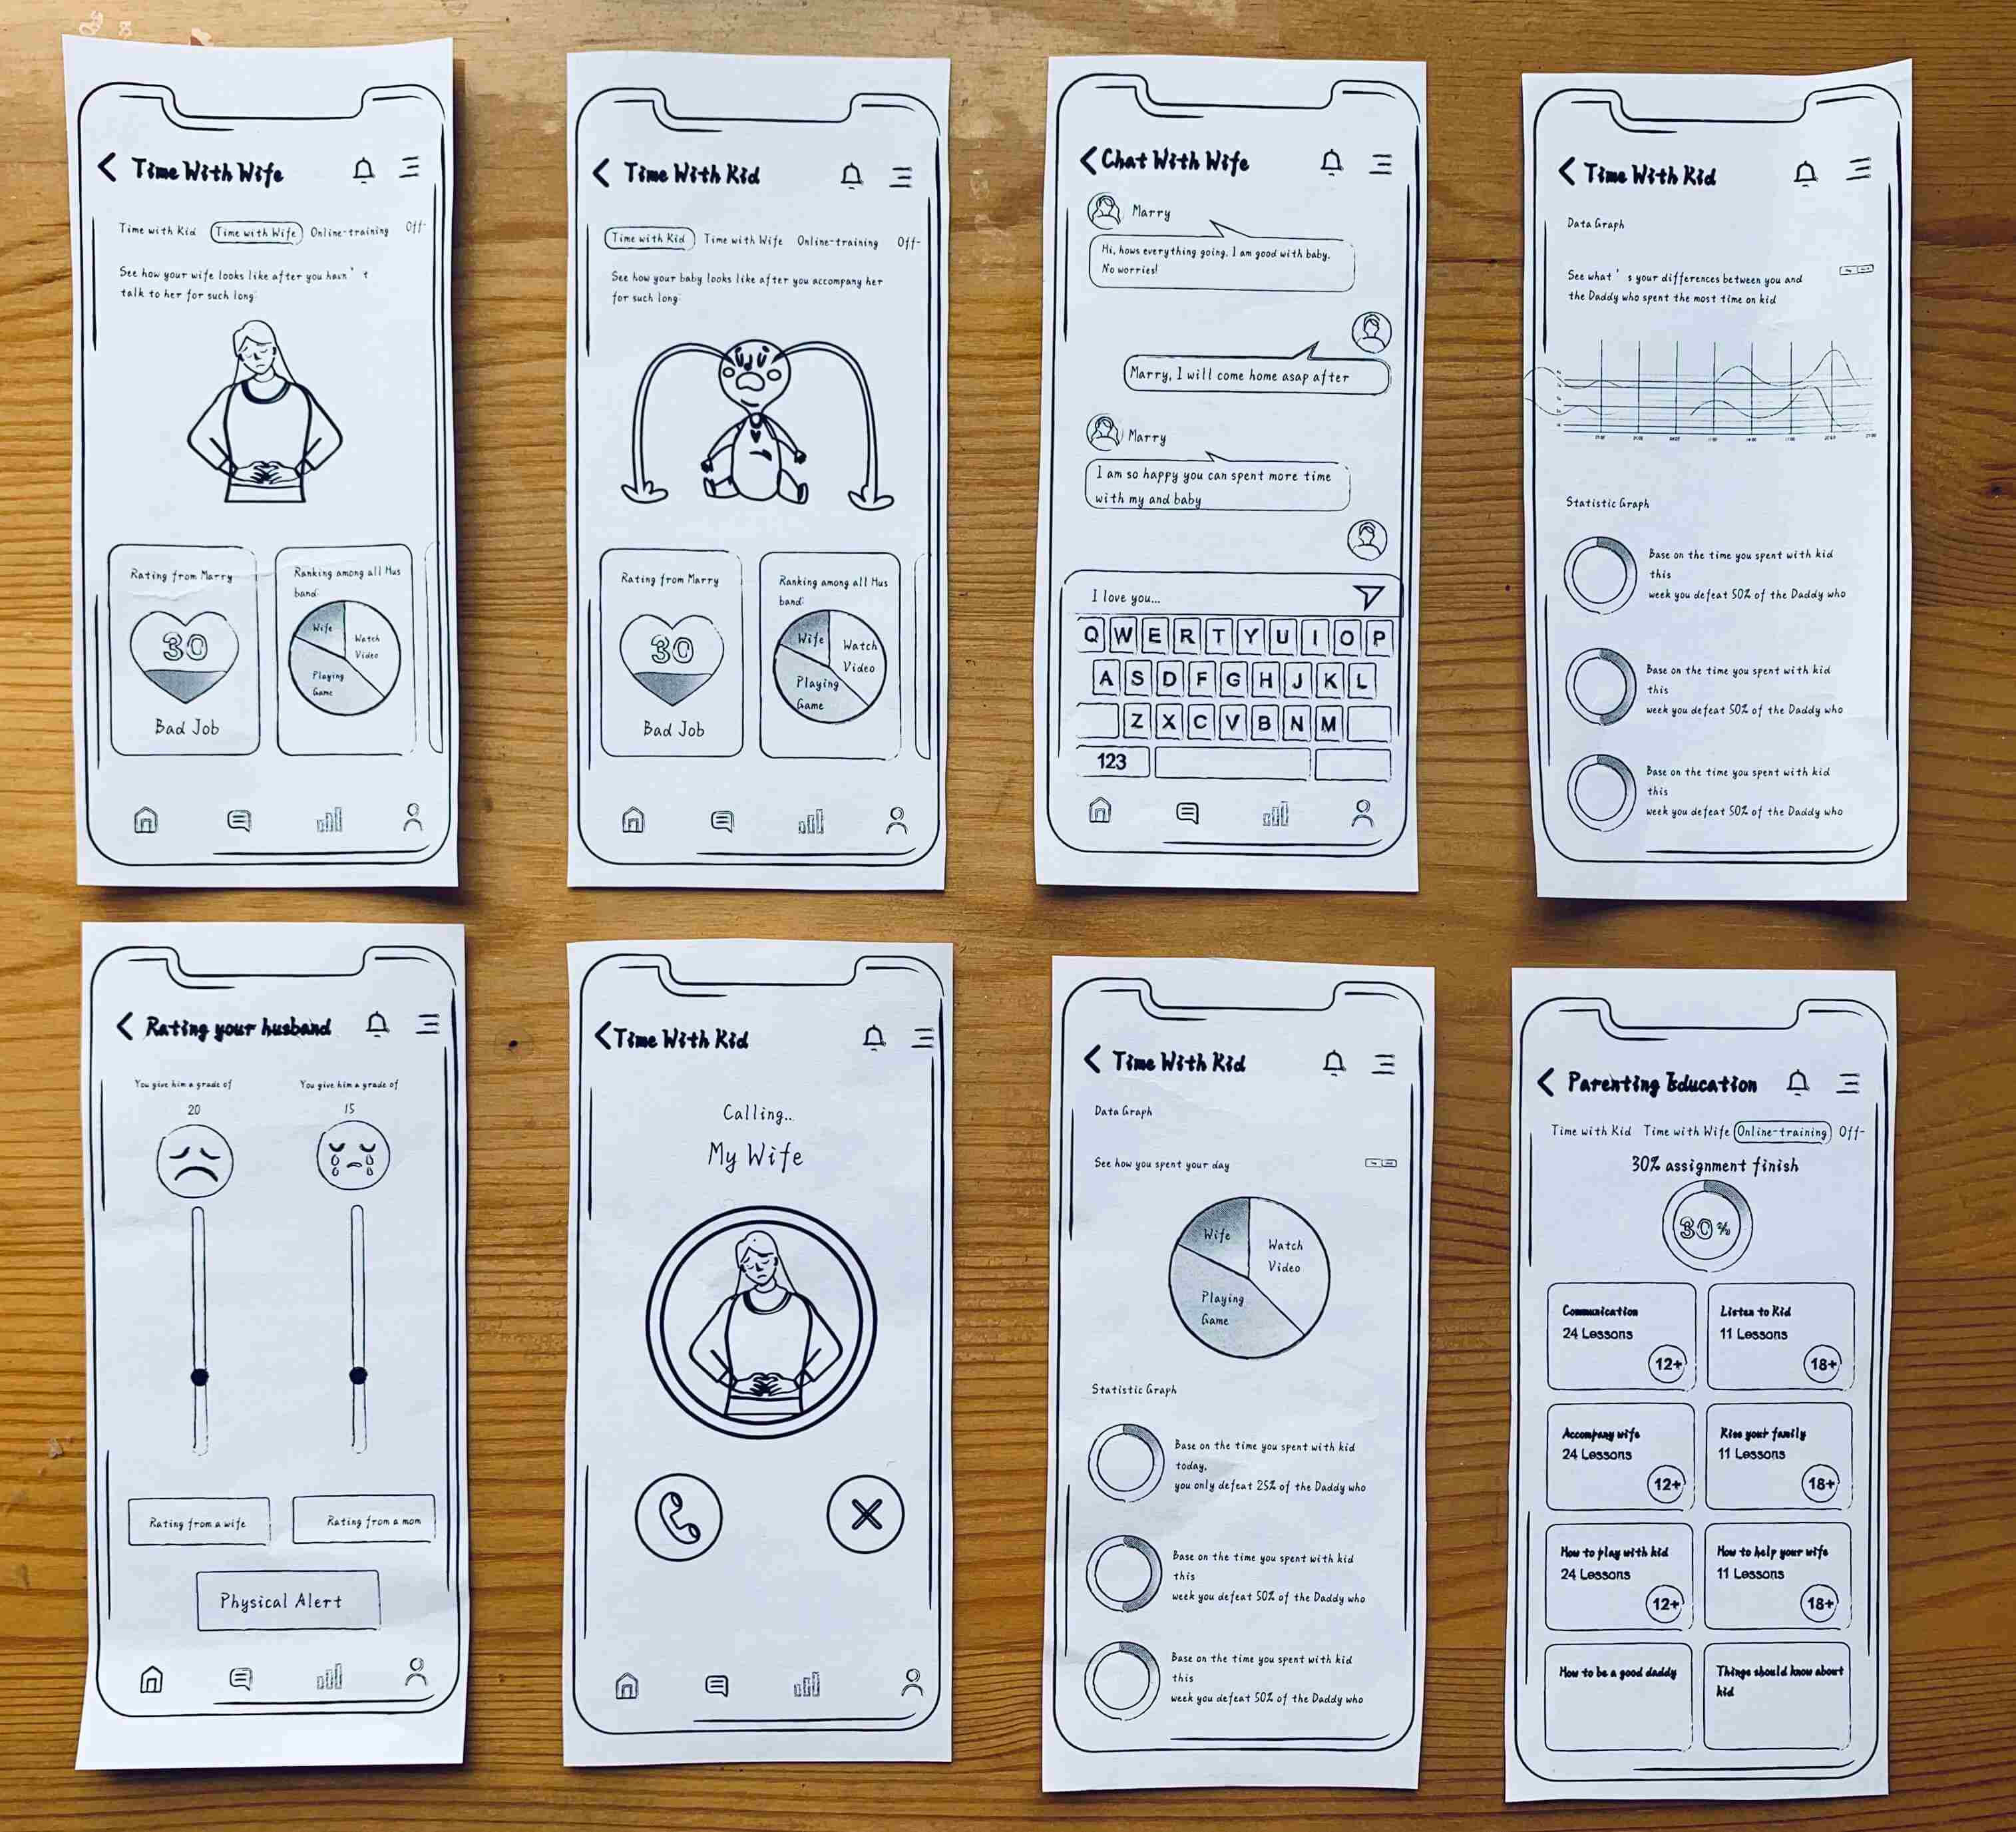 Time With Wife
Time with Kid Time with Wife Online-training Off-
See how your wife looks like after you havn't
talk to her for such long
Rating from Marry
30
Bad Job
Ranking among all Hus
band:
Wife
Watch
Video
Playing
Game
Time With Kid
Time with Kid Time with Wife Online-training Off-
See how your baby looks like after you accompany her
for such long
Rating from Marry
30
Bad Job
Ranking among all Hus
band:
Wife
Watch
Video
Playing
Game
Chat With Wife
Marry
Hi, hows everything going. I am good with baby.
No worries!
Marry, I will come home asap after
Marry
I am so happy you can spent more time
with my and baby
I love you...
Q W E R T Y U I O P
A S D F G H J K L
Z X C V B N M
123
Time With Kid
Data Graph
See what's your differences between you and
the Daddy who spent the most time on kid
Statistic Graph
Base on the time you spent with kid
this
week you defeat 50% of the Daddy who
Base on the time you spent with kid
this
week you defeat 50% of the Daddy who
Base on the time you spent with kid
this
week you defeat 50% of the Daddy who
Rating your husband
You give him a grade of
20
You give him a grade of
15
Rating from a wife
Rating from a mom
Physical Alert
Time With Kid
Calling..
My Wife
Time With Kid
Data Graph
See how you spent your day
Wife
Watch
Video
Playing
Game
Statistic Graph
Base on the time you spent with kid
today,
you only defeat 25% of the Daddy who
Base on the time you spent with kid
this
week you defeat 50% of the Daddy who
Base on the time you spent with kid
this
week you defeat 50% of the Daddy who
Parenting Education
Time with Kid Time with Wife Online-training Off-
30% assignment finish
30%
Communication
24 Lessons
12+
Listen to Kid
11 Lessons
18+
Accompany wife
24 Lessons
12+
Kiss your family
11 Lessons
18+
How to play with kid
24 Lessons
12+
How to help your wife
11 Lessons
18+
How to be a good daddy
Things should know about
kid